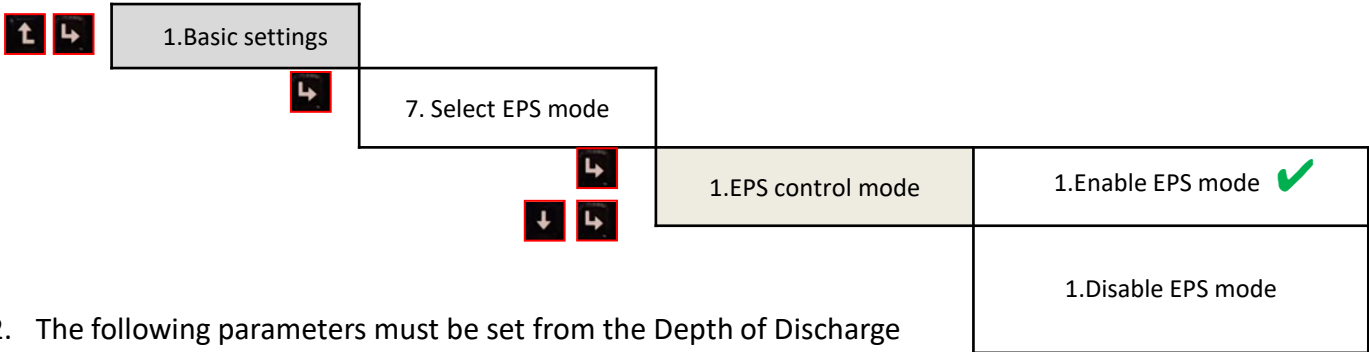 1.Basic settings
7. Select EPS mode
1.EPS control mode
1.Enable EPS mode
1.Disable EPS mode
2. The following parameters must be set from the Depth of Discharge